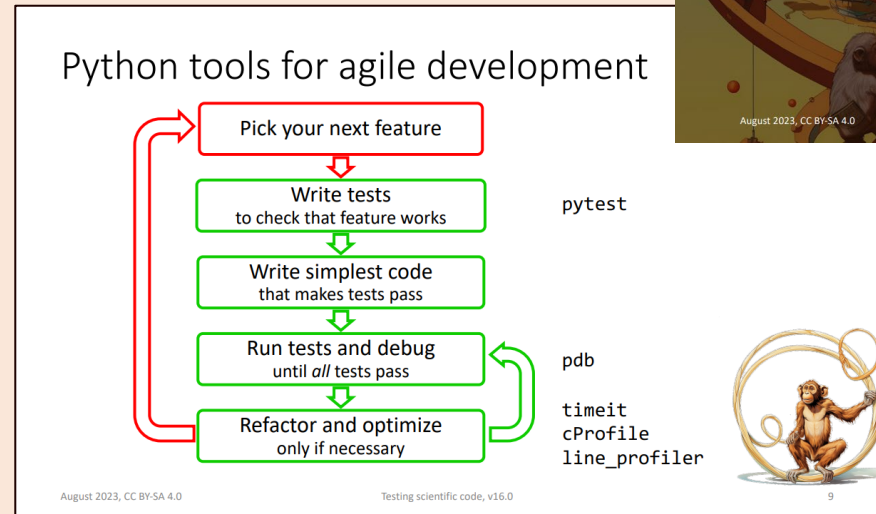 Python tools for agile development
August 2023, CC BY-SA 4.0
Pick your next feature
Write tests
to check that feature works
pytest
Write simplest code
that makes tests pass
Run tests and debug
until all tests pass
pdb
timeit
Refactor and optimize
only if necessary
cProfile
line_profiler
August 2023, CC BY-SA 4.0
Testing scientific code, v16.0
9